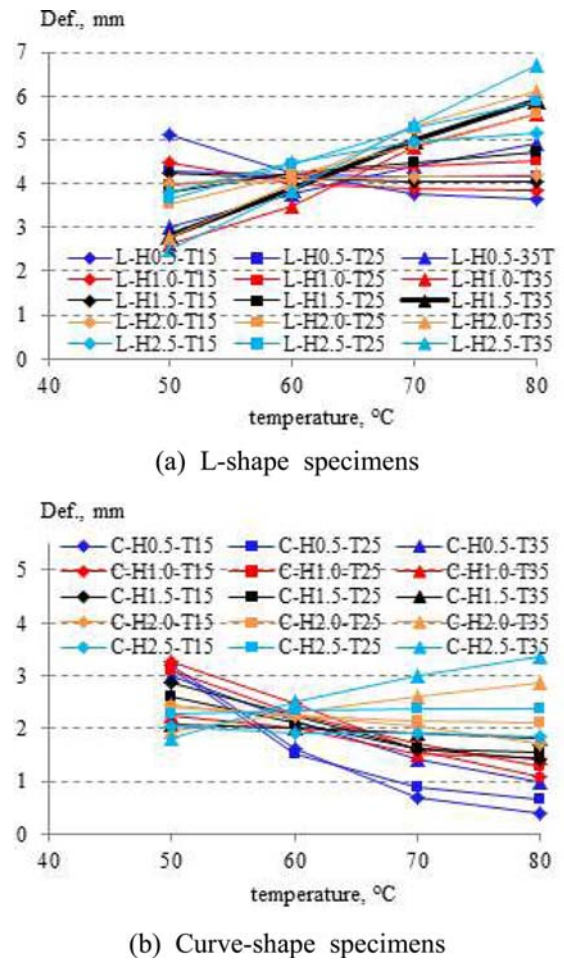 Def., mm
7
6
5
4
3
2
1
0
L-H0.5-T15 L-H0.5-T25 L-H0.5-35T
L-H1.0-T15 L-H1.0-T25 L-H1.0-T35
L-H1.5-T15 L-H1.5-T25 L-H1.5-T35
L-H2.0-T15 L-H2.0-T25 L-H2.0-T35
L-H2.5-T15 L-H2.5-T25 L-H2.5-T35
40 50 60 70 80
temperature, °C
(a) L-shape specimens
Def., mm
C-H0.5-T15 C-H0.5-T25 C-H0.5-T35
C-H1.0-T15 C-H1.0-T25 C-H1.0-T35
C-H1.5-T15 C-H1.5-T25 C-H1.5-T35
C-H2.0-T15 C-H2.0-T25 C-H2.0-T35
C-H2.5-T15 C-H2.5-T25 C-H2.5-T35
5
4
3
2
1
0
40 50 60 70 80
temperature, °C
(b) Curve-shape specimens